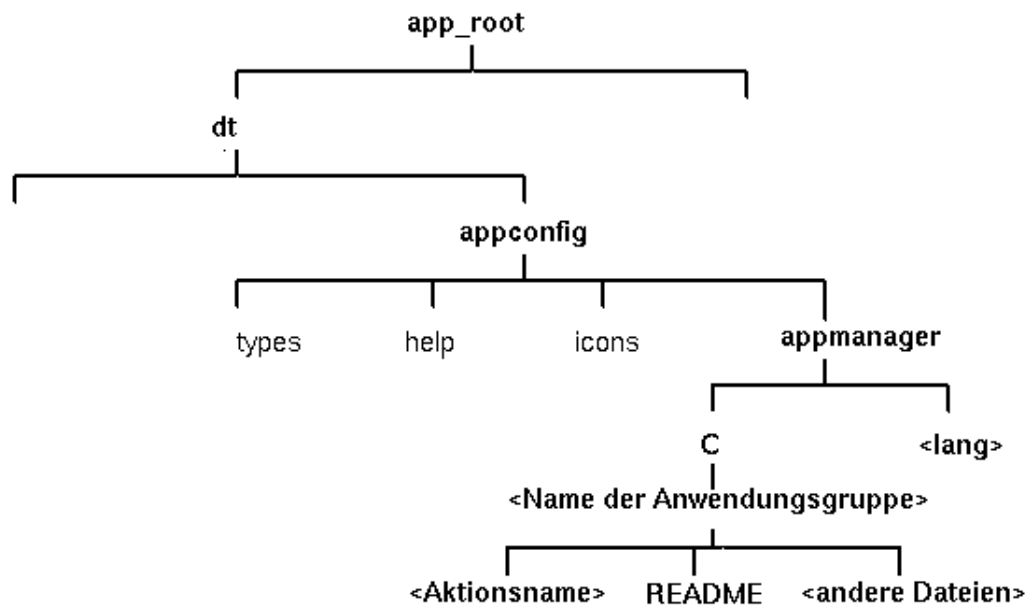 app_root
dt
appconfig
types help icons appmanager
C <lang>
<Name der Anwendungsgruppe>
<Aktionsname> README <andere Dateien>